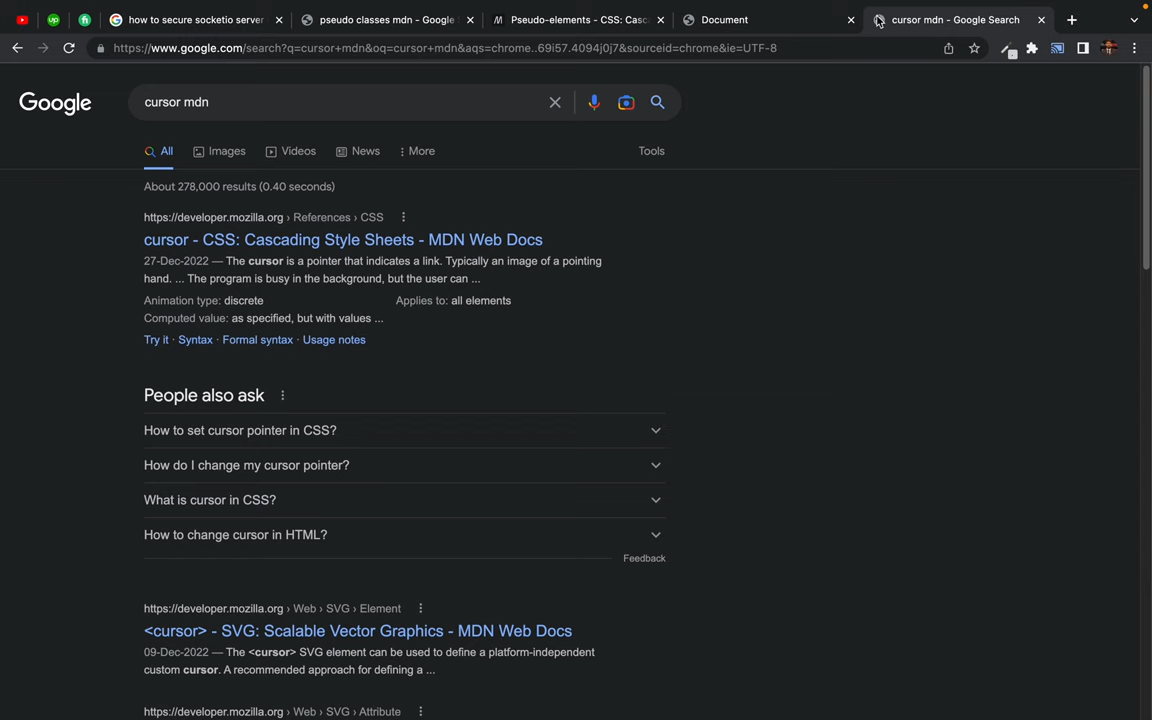 how to secure socketio server
pseudo classes mdn - Google
Pseudo-elements - CSS: Casc
Document
cursor mdn - Google Search
https://www.google.com/search?q=cursor+mdn&oq=cursor+mdn&aqs=chrome..69i57.4094j0j7&sourceid=chrome&ie=UTF-8
Google
cursor mdn
All
Images
Videos
News
More
Tools
About 278,000 results (0.40 seconds)
https://developer.mozilla.org › References › CSS
cursor - CSS: Cascading Style Sheets - MDN Web Docs
27-Dec-2022 — The cursor is a pointer that indicates a link. Typically an image of a pointing
hand. ... The program is busy in the background, but the user can ...
Animation type: discrete
Applies to: all elements
Computed value: as specified, but with values ...
Try it · Syntax · Formal syntax · Usage notes
People also ask
How to set cursor pointer in CSS?
How do I change my cursor pointer?
What is cursor in CSS?
How to change cursor in HTML?
Feedback
https://developer.mozilla.org › Web › SVG › Element
<cursor> - SVG: Scalable Vector Graphics - MDN Web Docs
09-Dec-2022 — The <cursor> SVG element can be used to define a platform-independent
custom cursor. A recommended approach for defining a ...
https://developer.mozilla.org › Web › SVG › Attribute